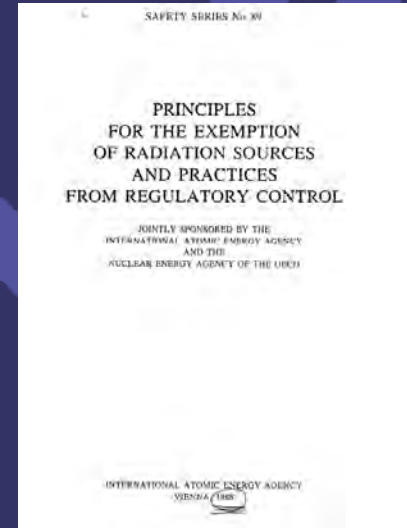 SAFETY SERIES No. 89
PRINCIPLES
FOR THE EXEMPTION
OF RADIATION SOURCES
AND PRACTICES
FROM REGULATORY CONTROL
JOINTLY SPONSORED BY THE
INTERNATIONAL ATOMIC ENERGY AGENCY
AND THE
NUCLEAR ENERGY AGENCY OF THE OECD
INTERNATIONAL ATOMIC ENERGY AGENCY
VIENNA, 1988